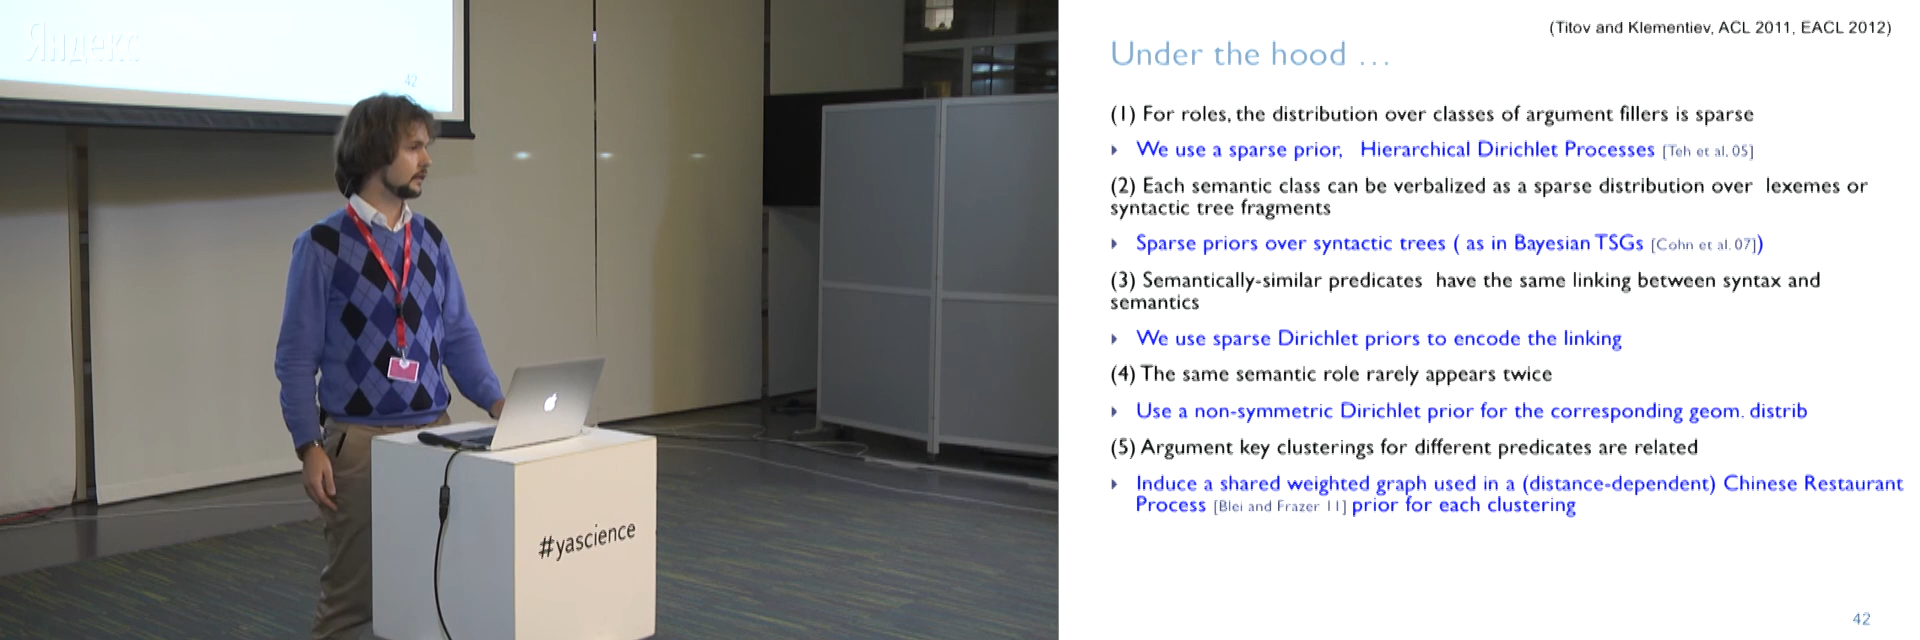 Яндекс
42
#yascience
(Titov and Klementiev, ACL 2011, EACL 2012)
Under the hood ...
(1) For roles, the distribution over classes of argument fillers is sparse
We use a sparse prior, Hierarchical Dirichlet Processes [Teh et al. 05]
(2) Each semantic class can be verbalized as a sparse distribution over lexemes or
syntactic tree fragments
Sparse priors over syntactic trees ( as in Bayesian TSGs [Cohn et al. 07])
(3) Semantically-similar predicates have the same linking between syntax and
semantics
We use sparse Dirichlet priors to encode the linking
(4) The same semantic role rarely appears twice
Use a non-symmetric Dirichlet prior for the corresponding geom. distrib
(5) Argument key clusterings for different predicates are related
Induce a shared weighted graph used in a (distance-dependent) Chinese Restaurant
Process [Blei and Frazer 11] prior for each clustering
42